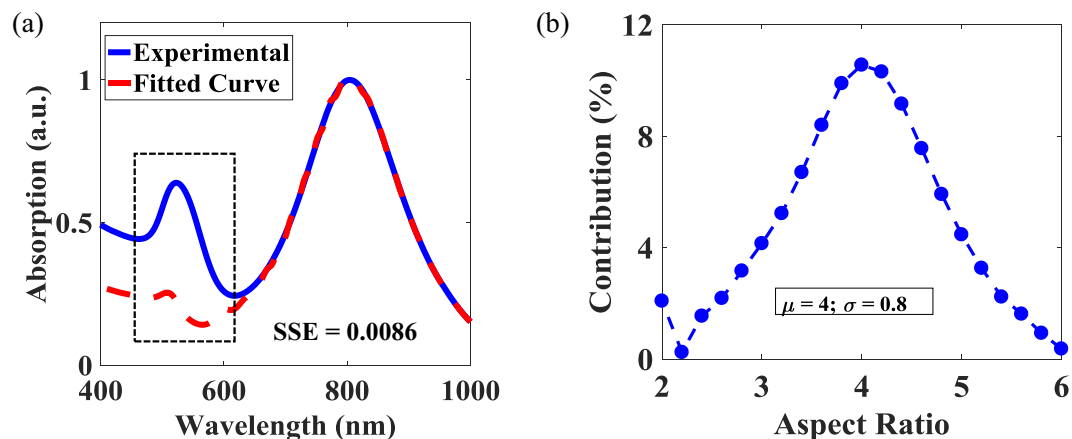 (a)
Experimental
Fitted Curve
1
0.5
0
Absorption (a.u.)
SSE = 0.0086
400
600
800
1000
Wavelength (nm)
(b)
12
8
4
0
Contribution (%)
μ = 4; σ = 0.8
2
3
4
5
6
Aspect Ratio